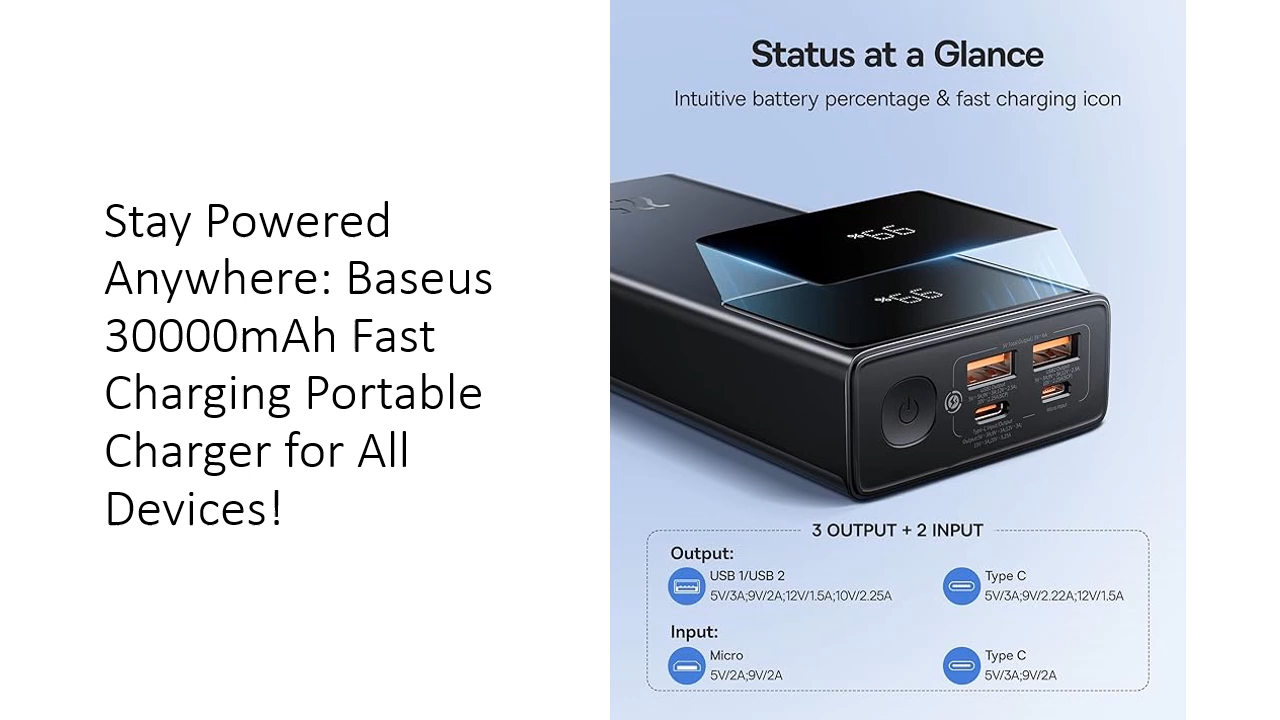 Stay Powered
Anywhere: Baseus
30000mAh Fast
Charging Portable
Charger for All
Devices!
Status at a Glance
Intuitive battery percentage & fast charging icon
99%
99%
3 OUTPUT + 2 INPUT
Output:
USB 1/USB 2
5V/3A;9V/2A;12V/1.5A;10V/2.25A
Type C
5V/3A;9V/2.22A;12V/1.5A
Input:
Micro
5V/2A;9V/2A
Type C
5V/3A;9V/2A